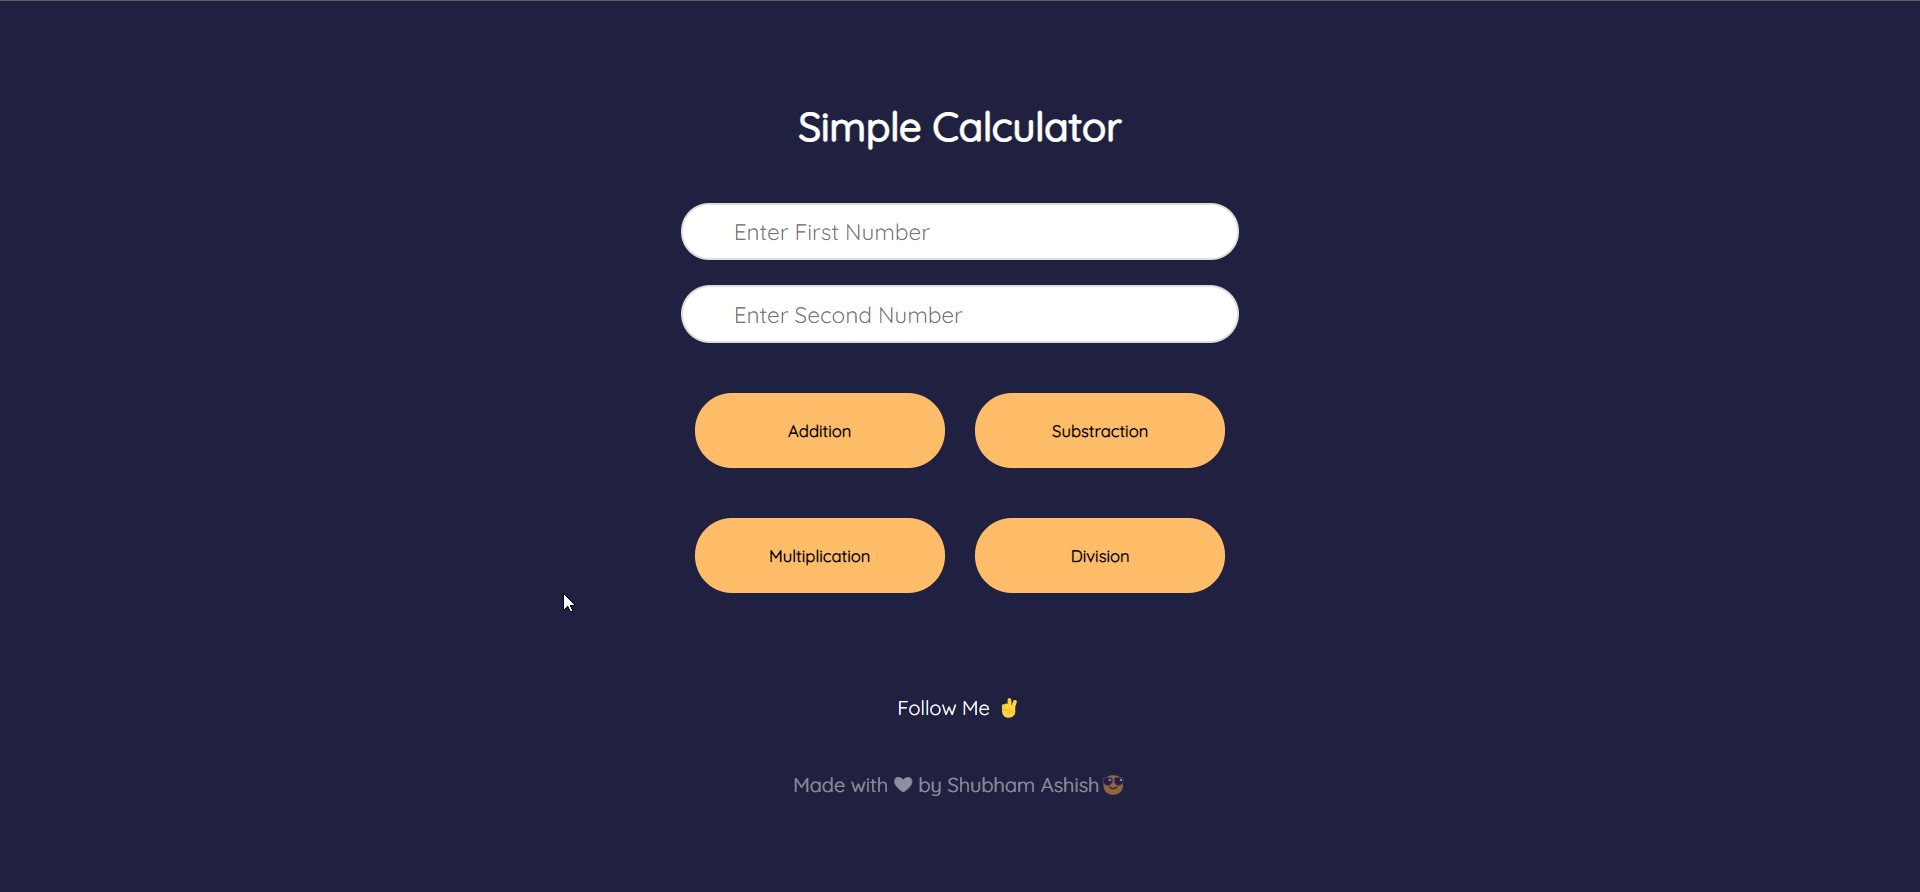 Simple Calculator
Enter First Number
Enter Second Number
Addition
Substraction
Multiplication
Division
Follow Me ✌
Made with ❤ by Shubham Ashish 😎